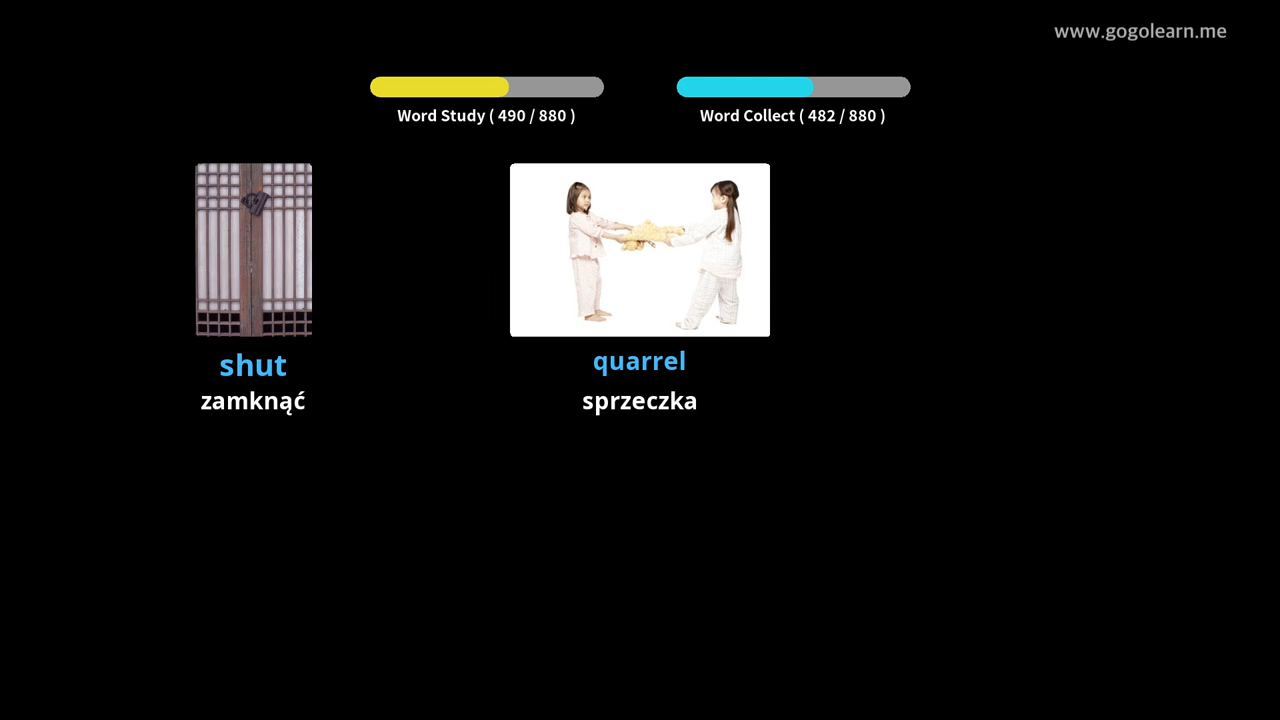 www.gogolearn.me
Word Study ( 490 / 880 )
Word Collect ( 482 / 880 )
shut
zamknąć
quarrel
sprzeczka